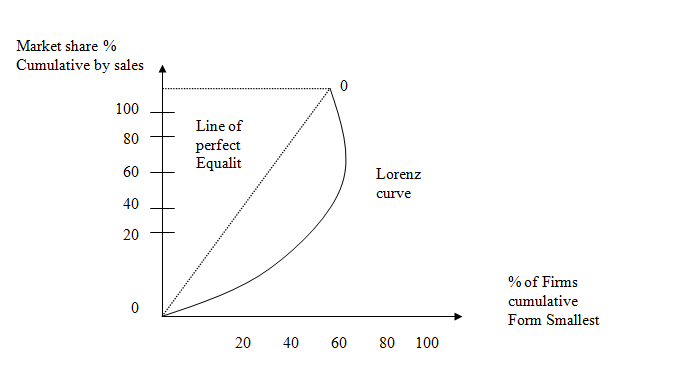 Market share %
Cumulative by sales
0
100
Line of
perfect
Equalit
80
60
Lorenz
curve
40
20
% of Firms
cumulative
Form Smallest
0
20 40 60 80 100